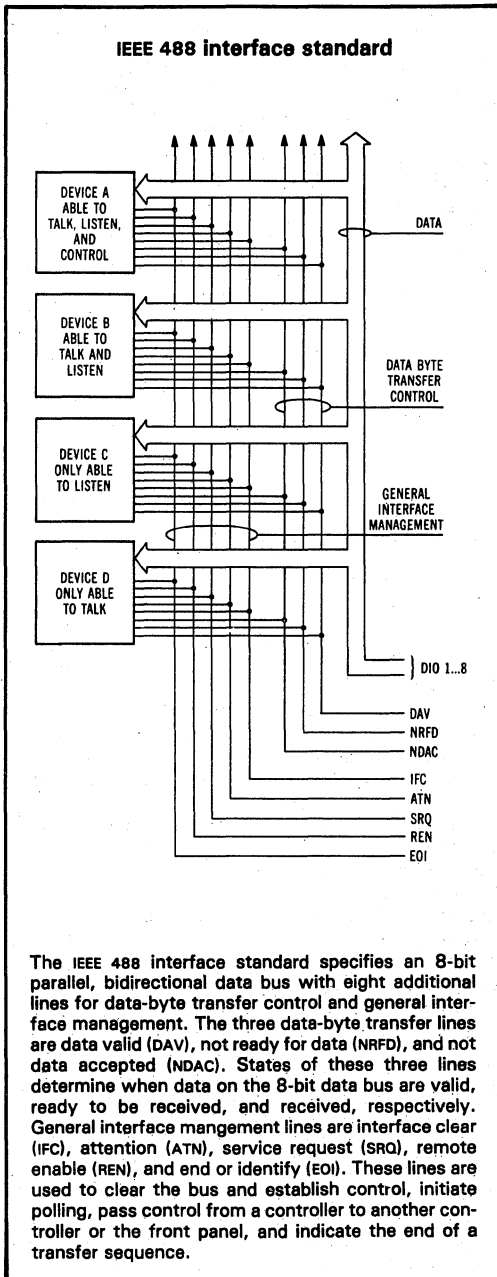 IEEE 488 interface standard
DEVICE A
ABLE TO
TALK, LISTEN,
AND
CONTROL
DATA
DEVICE B
ABLE TO
TALK AND
LISTEN
DATA BYTE
TRANSFER
CONTROL
DEVICE C
ONLY ABLE
TO LISTEN
GENERAL
INTERFACE
MANAGEMENT
DEVICE D
ONLY ABLE
TO TALK
DIO 1...8
DAV
NRFD
NDAC
IFC
ATN
SRQ
REN
EOI
The IEEE 488 interface standard specifies an 8-bit
parallel, bidirectional data bus with eight additional
lines for data-byte transfer control and general inter-
face management. The three data-byte transfer lines
are data valid (DAV), not ready for data (NRFD), and not
data accepted (NDAC). States of these three lines
determine when data on the 8-bit data bus are valid,
ready to be received, and received, respectively.
General interface mangement lines are interface clear
(IFC), attention (ATN), service request (SRQ), remote
enable (REN), and end or identify (EOI). These lines are
used to clear the bus and establish control, initiate
polling, pass control from a controller to another con-
troller or the front panel, and indicate the end of a
transfer sequence.